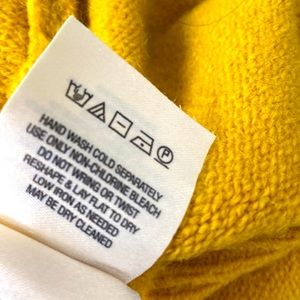 HAND WASH COLD SEPARATELY
USE ONLY NON-CHLORINE BLEACH
DO NOT WRING OR TWIST
RESHAPE & LAY FLAT TO DRY
LOW IRON AS NEEDED
MAY BE DRY CLEANED